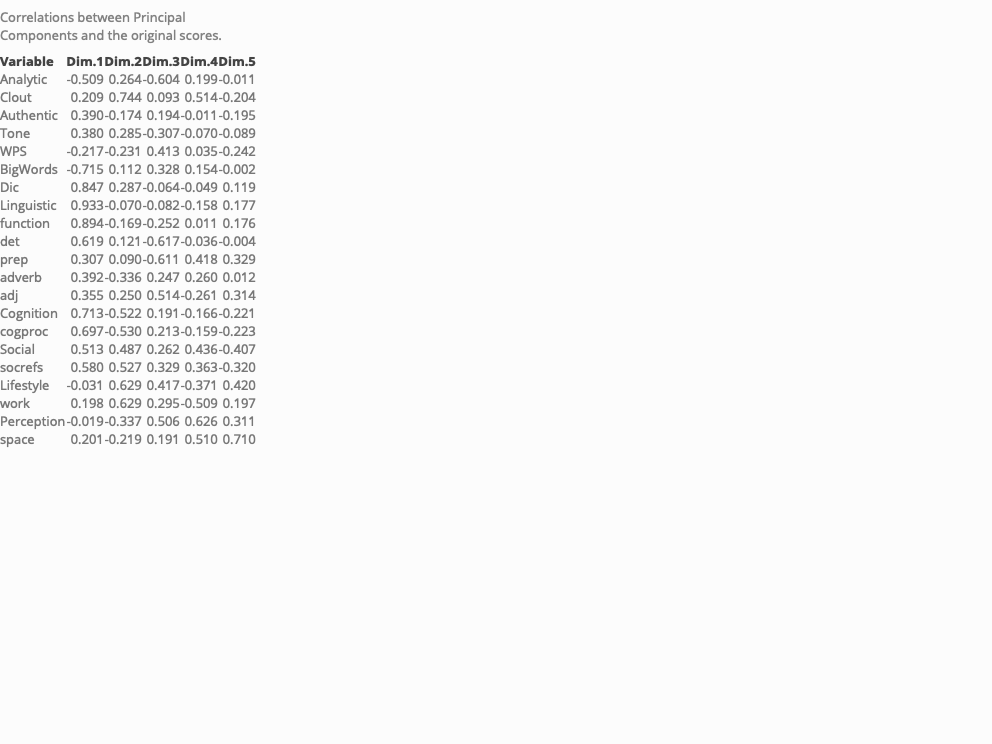 Correlations between Principal
Components and the original scores.
Variable Dim.1 Dim.2 Dim.3 Dim.4 Dim.5
Analytic -0.509 0.264 -0.604 0.199 -0.011
Clout 0.209 0.744 0.093 0.514 -0.204
Authentic 0.390 -0.174 0.194 -0.011 -0.195
Tone 0.380 0.285 -0.307 -0.070 -0.089
WPS -0.217 -0.231 0.413 0.035 -0.242
BigWords -0.715 0.112 0.328 0.154 -0.002
Dic 0.847 0.287 -0.064 -0.049 0.119
Linguistic 0.933 -0.070 -0.082 -0.158 0.177
function 0.894 -0.169 -0.252 0.011 0.176
det 0.619 0.121 -0.617 -0.036 -0.004
prep 0.307 0.090 -0.611 0.418 0.329
adverb 0.392 -0.336 0.247 0.260 0.012
adj 0.355 0.250 0.514 -0.261 0.314
Cognition 0.713 -0.522 0.191 -0.166 -0.221
cogproc 0.697 -0.530 0.213 -0.159 -0.223
Social 0.513 0.487 0.262 0.436 -0.407
socrefs 0.580 0.527 0.329 0.363 -0.320
Lifestyle -0.031 0.629 0.417 -0.371 0.420
work 0.198 0.629 0.295 -0.509 0.197
Perception -0.019 -0.337 0.506 0.626 0.311
space 0.201 -0.219 0.191 0.510 0.710